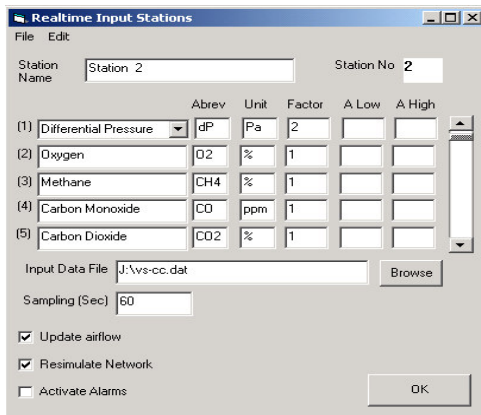 Realtime Input Stations
File Edit
Station Name Station 2 Station No 2
Abrev Unit Factor A Low A High
(1) Differential Pressure dP Pa 2
(2) Oxygen O2 % 1
(3) Methane CH4 % 1
(4) Carbon Monoxide CO ppm 1
(5) Carbon Dioxide CO2 % 1
Input Data File J:\vs-cc.dat Browse
Sampling (Sec) 60
Update airflow
Resimulate Network
Activate Alarms OK